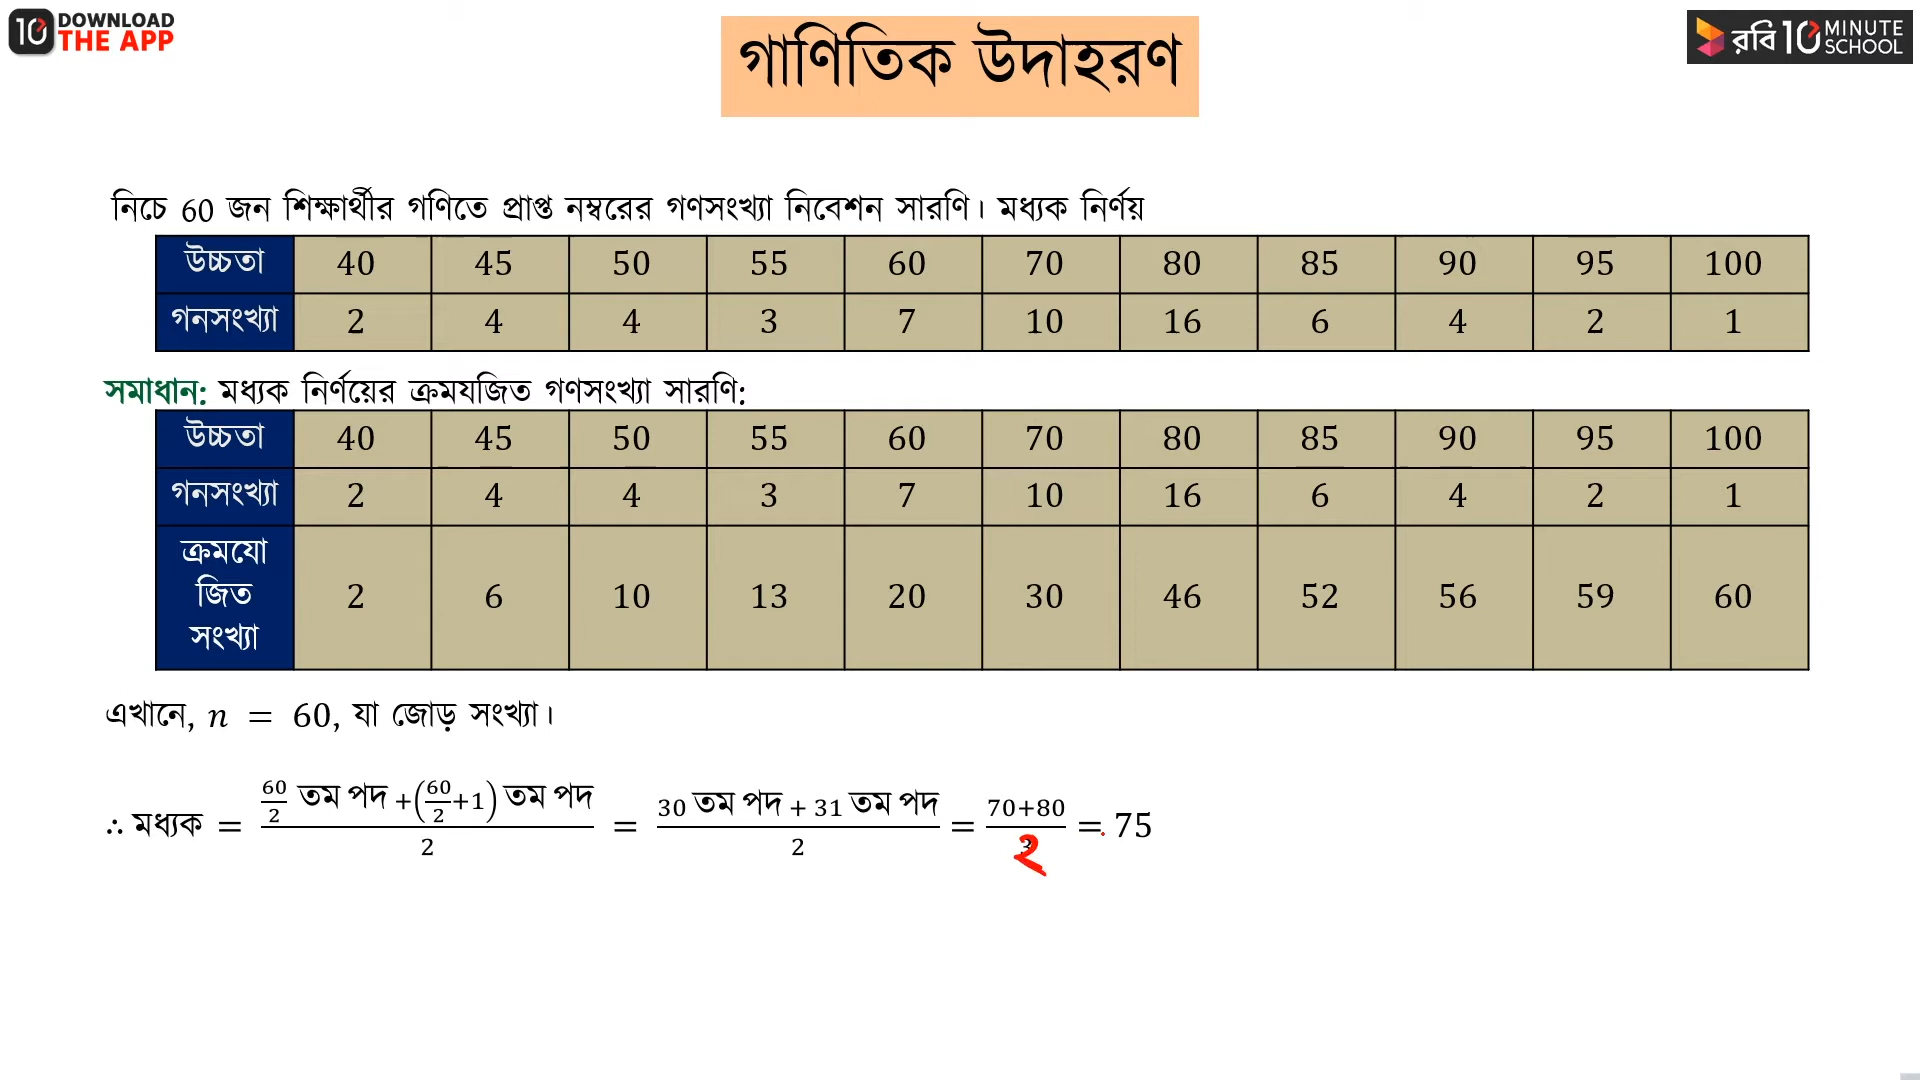 DOWNLOAD
THE APP
রবি 10 MINUTE SCHOOL
গাণিতিক উদাহরণ
নিচে 60 জন শিক্ষার্থীর গণিতে প্রাপ্ত নম্বরের গণসংখ্যা নিবেশন সারণি। মধ্যক নির্ণয়
উচ্চতা 40 45 50 55 60 70 80 85 90 95 100
গনসংখ্যা 2 4 4 3 7 10 16 6 4 2 1
সমাধান: মধ্যক নির্ণয়ের ক্রমযজিত গণসংখ্যা সারণি:
উচ্চতা 40 45 50 55 60 70 80 85 90 95 100
গনসংখ্যা 2 4 4 3 7 10 16 6 4 2 1
ক্রমযো
জিত
সংখ্যা 2 6 10 13 20 30 46 52 56 59 60
এখানে, n = 60, যা জোড় সংখ্যা।
∴ মধ্যক = (60/2 তম পদ + (60/2+1) তম পদ)/2 = (30 তম পদ + 31 তম পদ)/2 = (70+80)/২ = 75